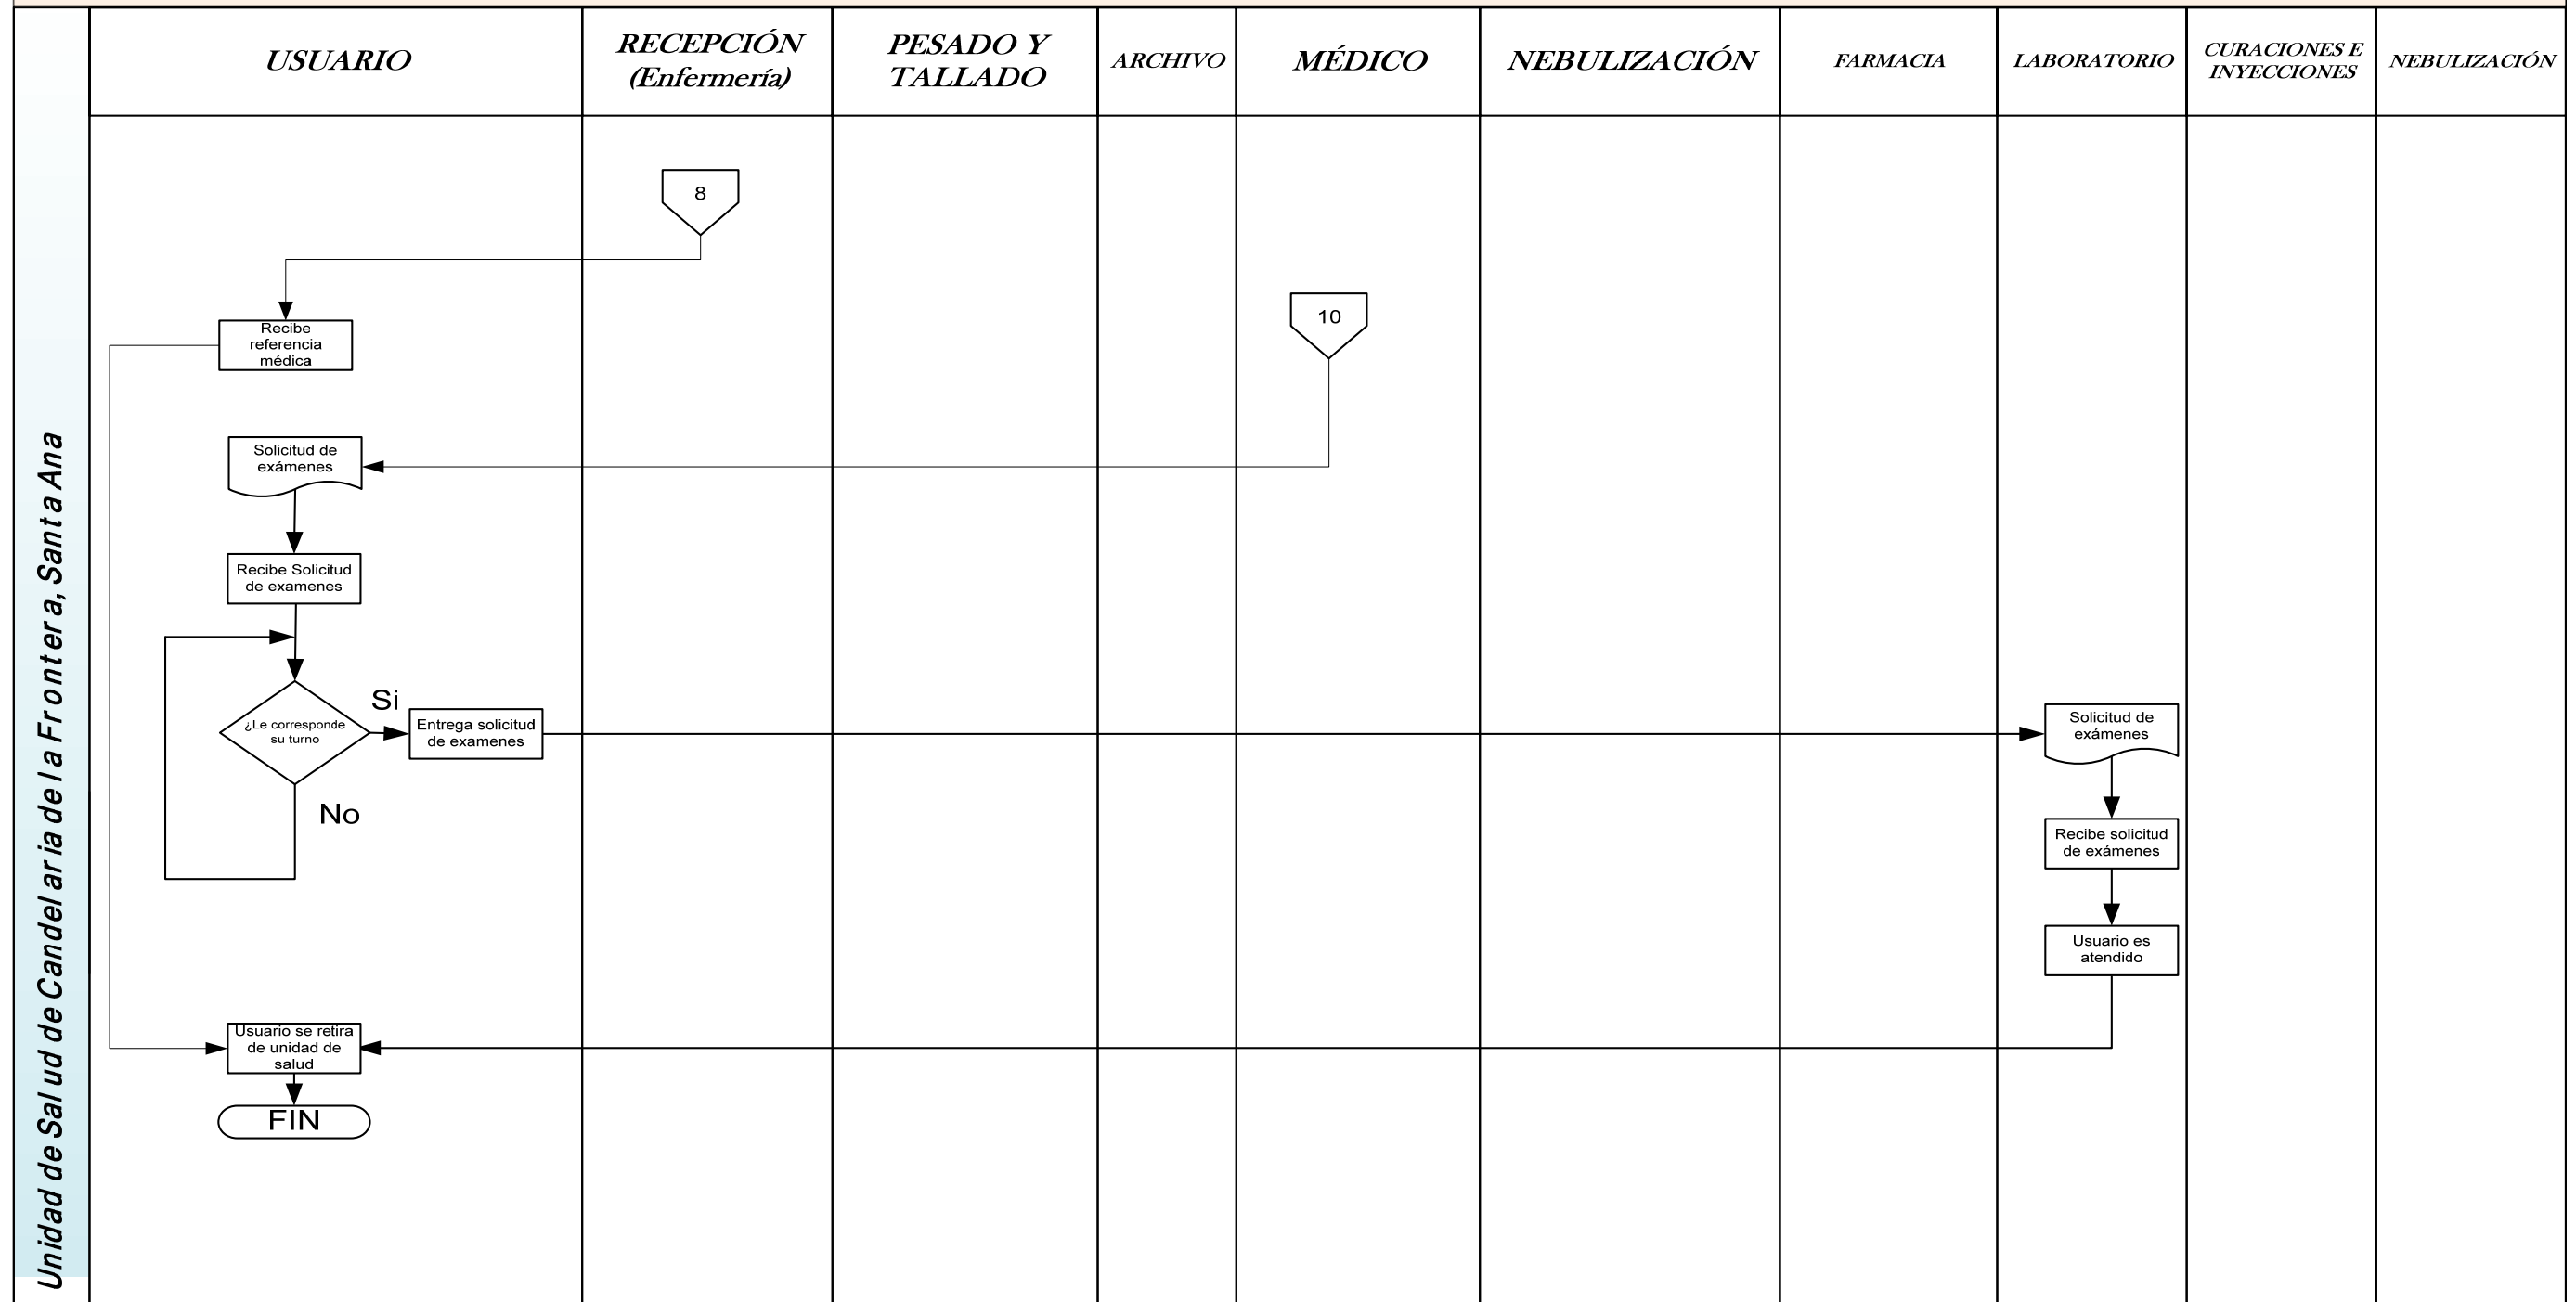 USUARIO
RECEPCIÓN
(Enfermería)
PESADO Y
TALLADO
ARCHIVO
MÉDICO
NEBULIZACIÓN
FARMACIA
LABORATORIO
CURACIONES E
INYECCIONES
NEBULIZACIÓN
Unidad de Salud de Candelaria de la Frontera, Santa Ana
8
Recibe
referencia
médica
10
Solicitud de
exámenes
Recibe Solicitud
de examenes
¿Le corresponde
su turno
Si
No
Entrega solicitud
de examenes
Solicitud de
exámenes
Recibe solicitud
de exámenes
Usuario es
atendido
Usuario se retira
de unidad de
salud
FIN